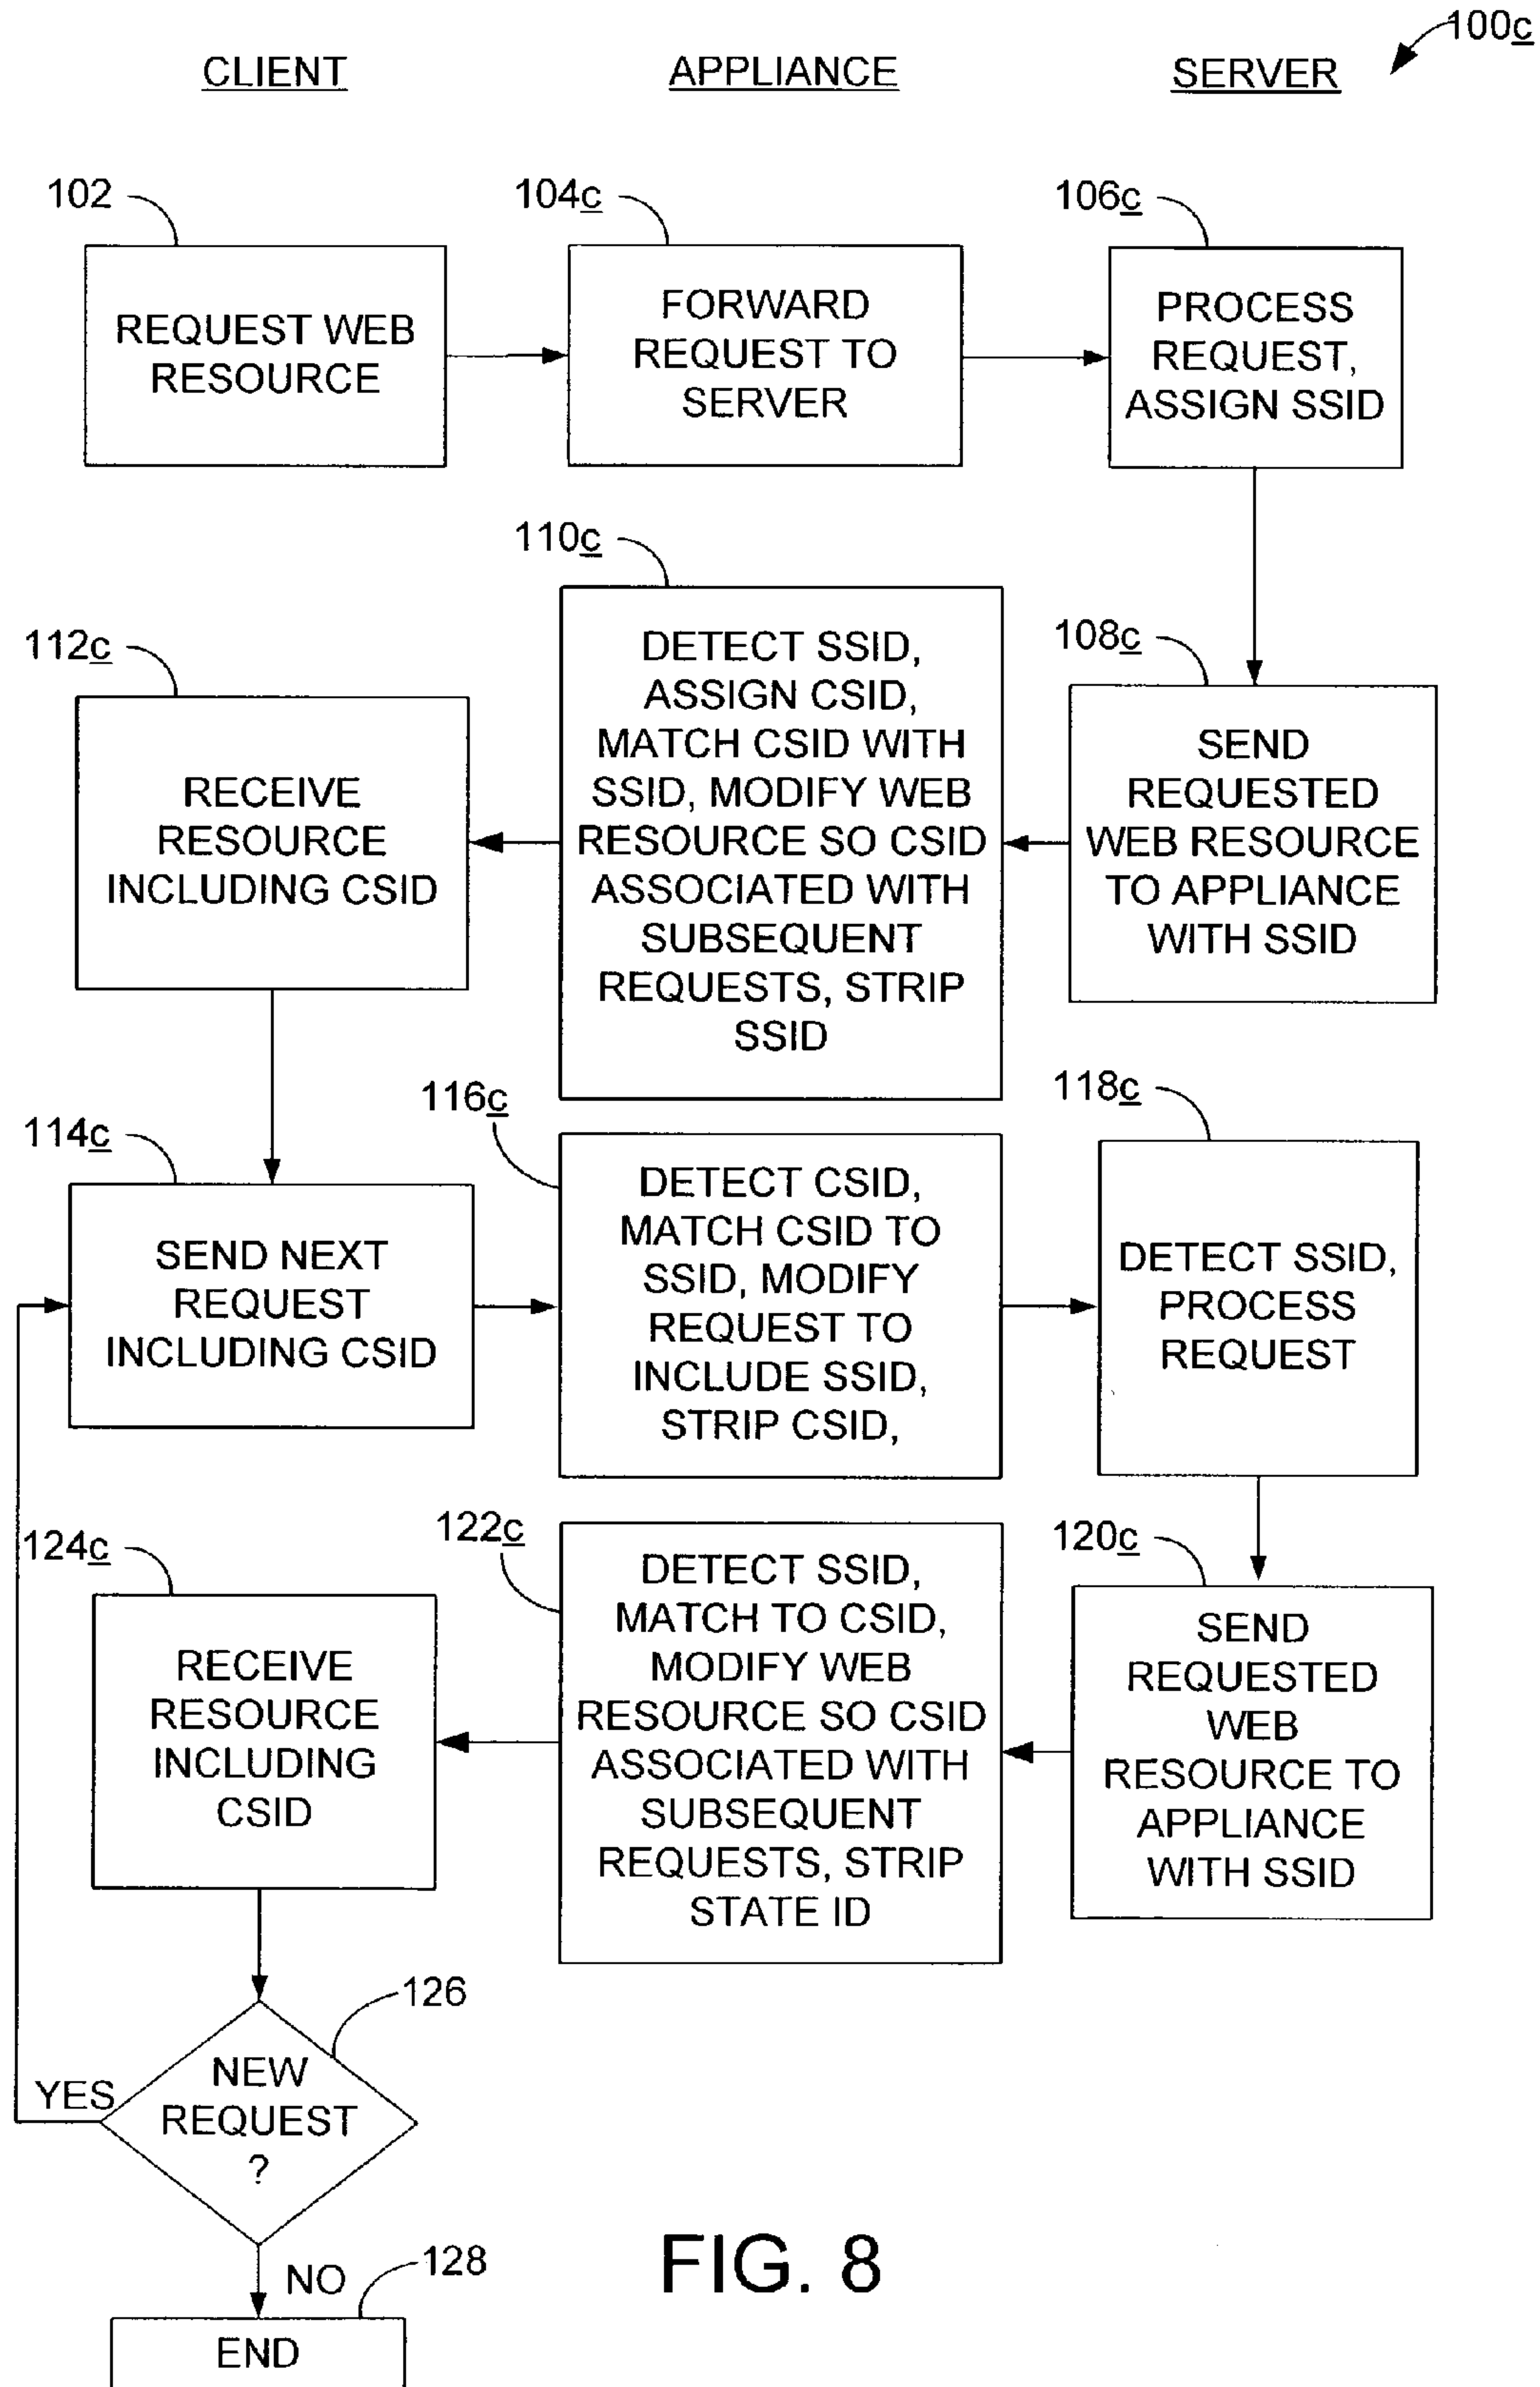 100c
CLIENT
APPLIANCE
SERVER
102
104c
106c
REQUEST WEB
RESOURCE
FORWARD
REQUEST TO
SERVER
PROCESS
REQUEST,
ASSIGN SSID
110c
112c
108c
RECEIVE
RESOURCE
INCLUDING CSID
DETECT SSID,
ASSIGN CSID,
MATCH CSID WITH
SSID, MODIFY WEB
RESOURCE SO CSID
ASSOCIATED WITH
SUBSEQUENT
REQUESTS, STRIP
SSID
SEND
REQUESTED
WEB RESOURCE
TO APPLIANCE
WITH SSID
114c
116c
118c
SEND NEXT
REQUEST
INCLUDING CSID
DETECT CSID,
MATCH CSID TO
SSID, MODIFY
REQUEST TO
INCLUDE SSID,
STRIP CSID,
DETECT SSID,
PROCESS
REQUEST
124c
122c
120c
RECEIVE
RESOURCE
INCLUDING
CSID
DETECT SSID,
MATCH TO CSID,
MODIFY WEB
RESOURCE SO CSID
ASSOCIATED WITH
SUBSEQUENT
REQUESTS, STRIP
STATE ID
SEND
REQUESTED
WEB
RESOURCE TO
APPLIANCE
WITH SSID
126
YES
NEW
REQUEST
?
NO
128
END
FIG. 8